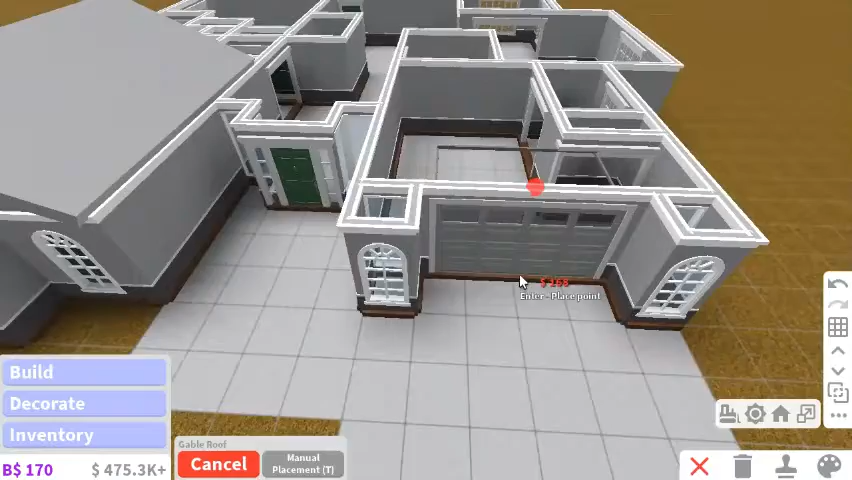 Enter - Place point
Build
Decorate
Inventory
B$ 170
$ 475.3K+
Gable Roof
Cancel
Manual
Placement (T)